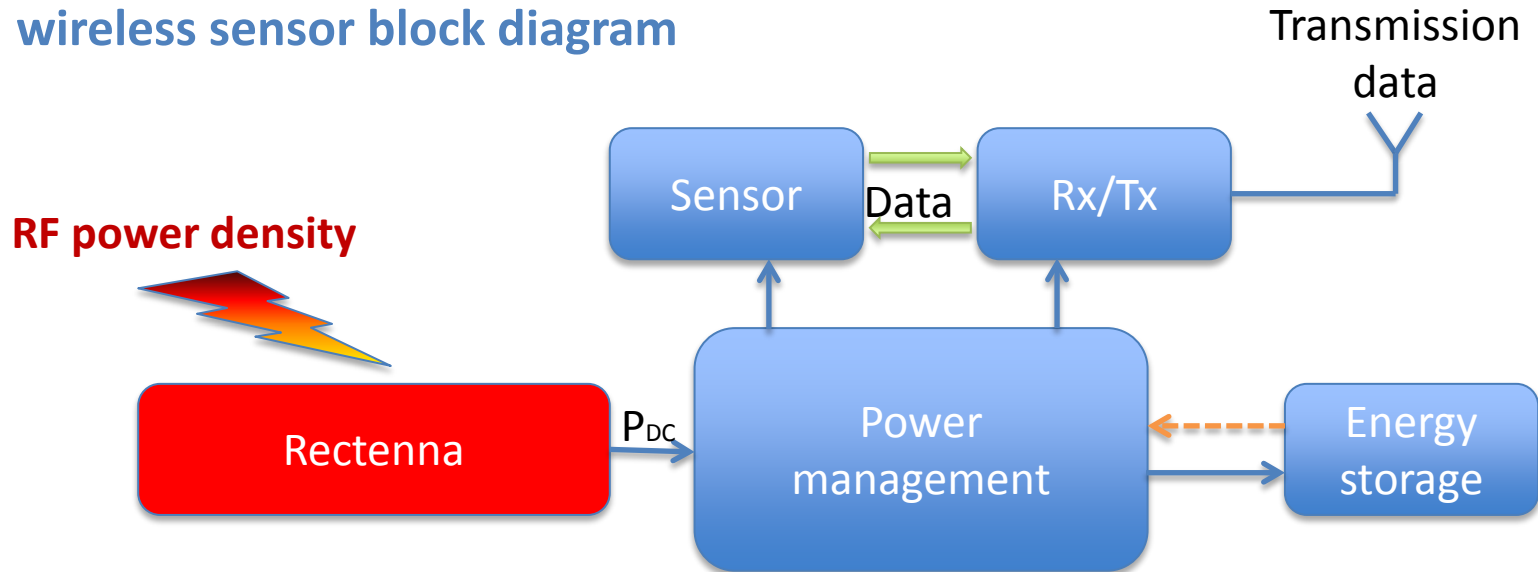 wireless sensor block diagram
Transmission
data
Sensor
Data
Rx/Tx
RF power density
Rectenna
PDC
Power
management
Energy
storage